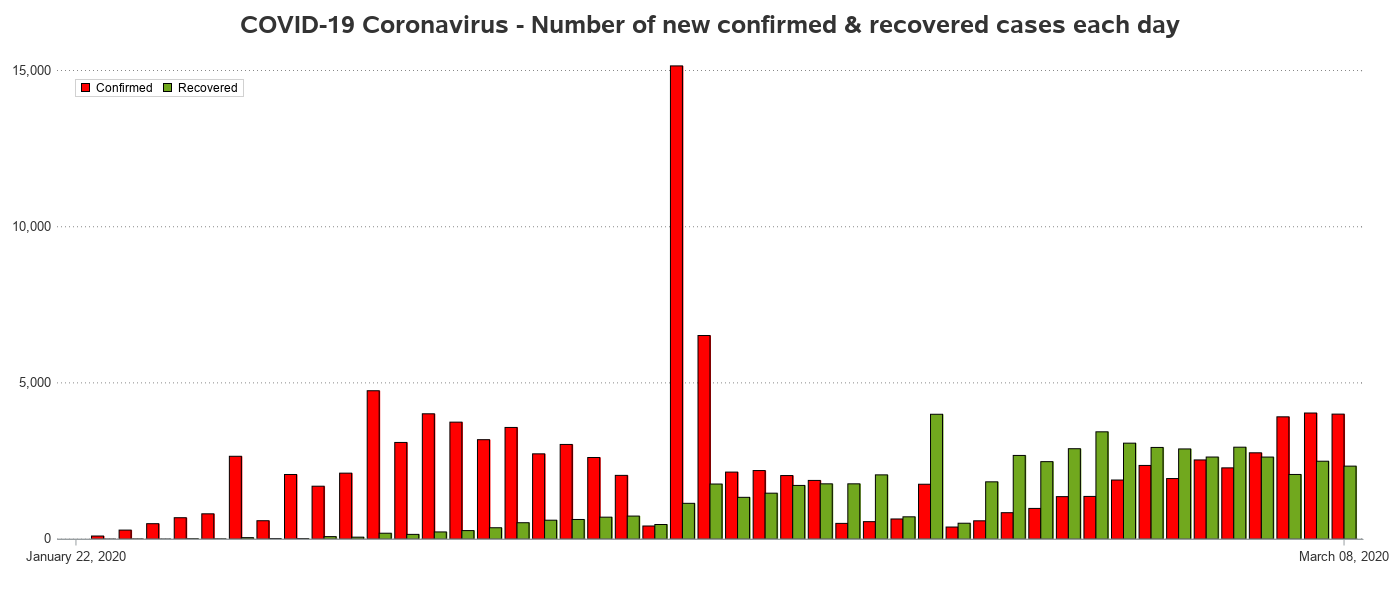 COVID-19 Coronavirus - Number of new confirmed & recovered cases each day
15,000
Confirmed Recovered
10,000
5,000
0
January 22, 2020 March 08, 2020